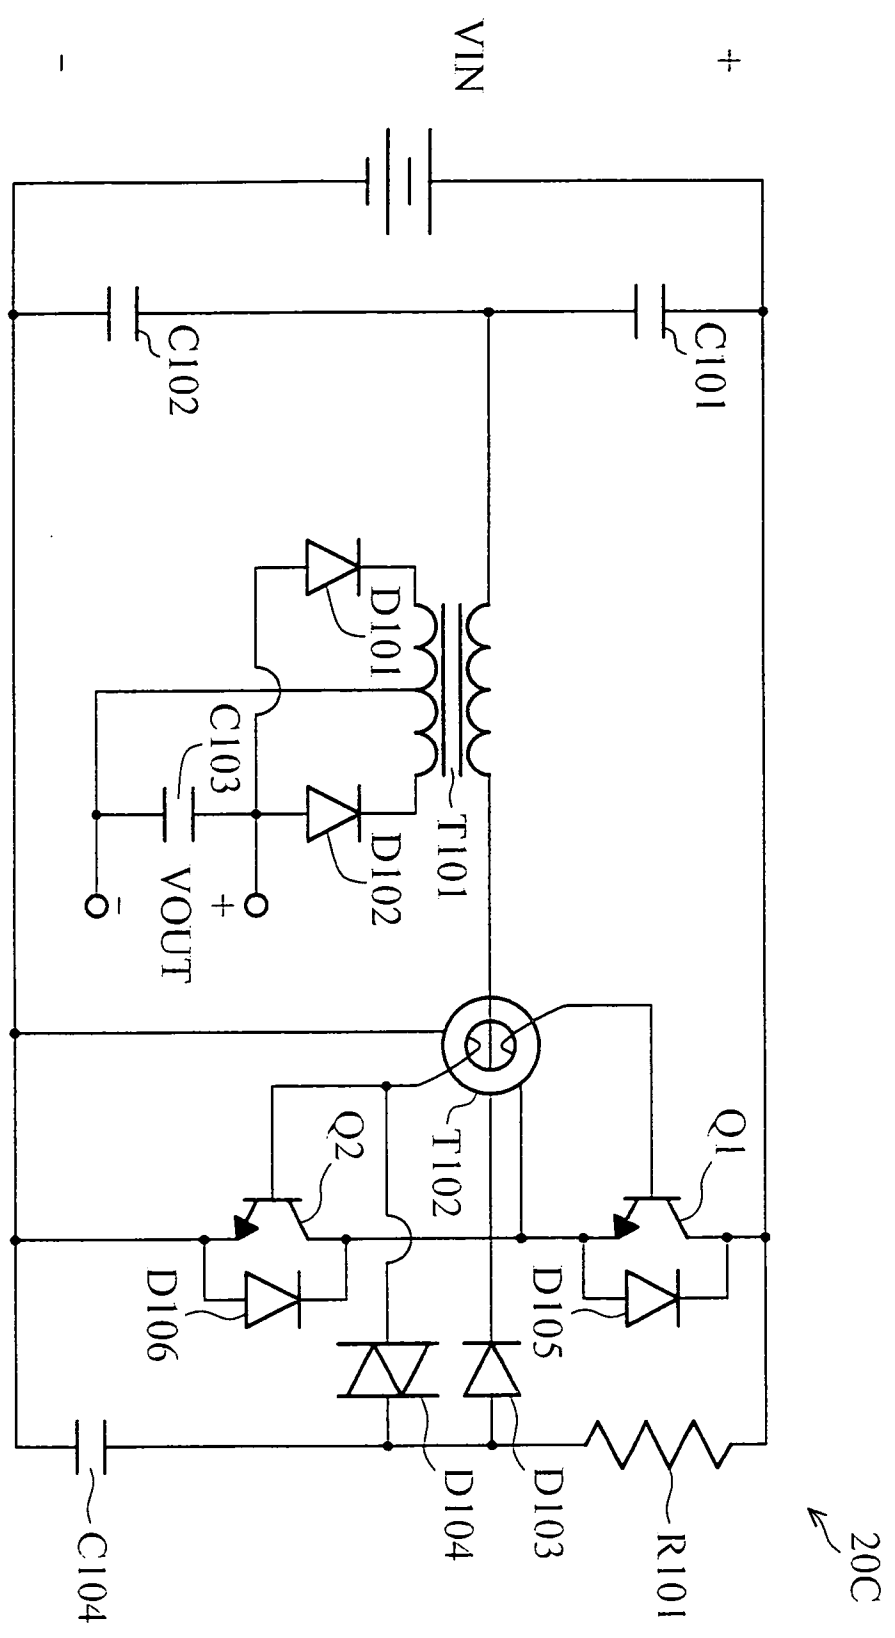 20C
+
VIN
-
C101
C102
D101
D102
C103
T101
+
VOUT
-
T102
Q1
Q2
D105
D106
R101
D103
D104
C104